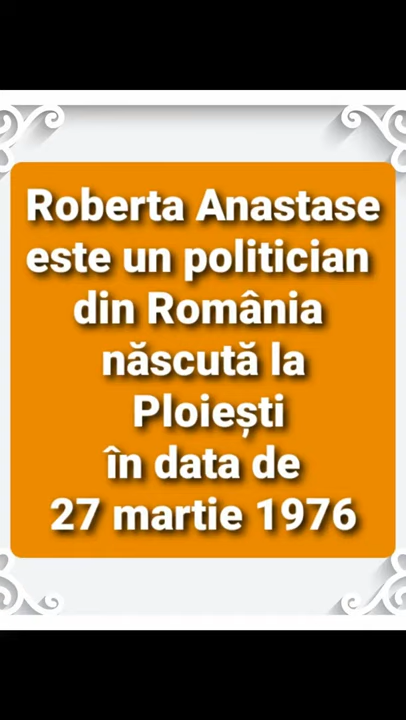 Roberta Anastase
este un politician
din România
născută la
Ploiești
în data de
27 martie 1976